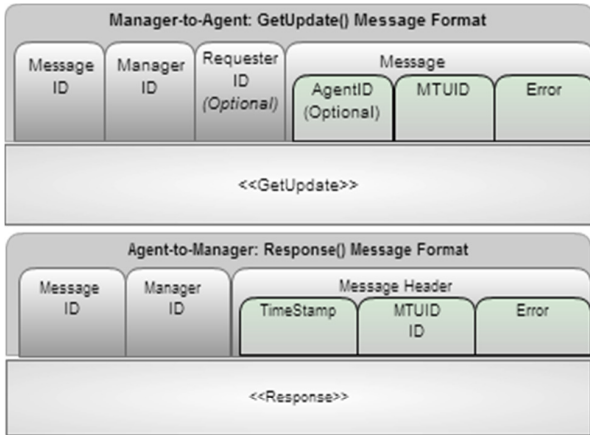 Manager-to-Agent: GetUpdate() Message Format
Message
ID
Manager
ID
Requester
ID
(Optional)
Message
AgentID
(Optional)
MTUID
Error
<<GetUpdate>>
Agent-to-Manager: Response() Message Format
Message
ID
Manager
ID
Message Header
TimeStamp
MTUID
ID
Error
<<Response>>